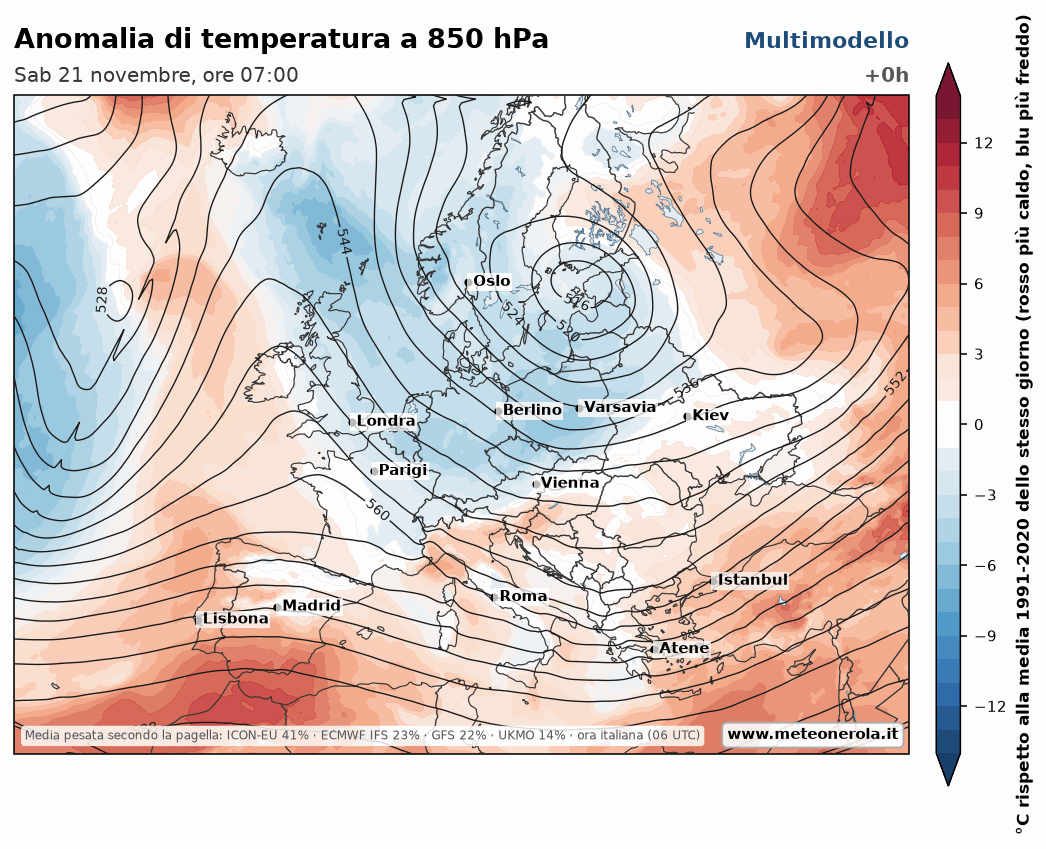 Anomalia di temperatura a 850 hPa
Multimodello
Sab 21 novembre, ore 07:00
+0h
544
528
Oslo
524
516
520
536
552
Londra
Berlino
Varsavia
Kiev
Parigi
Vienna
560
Istanbul
Roma
Madrid
Lisbona
Atene
Media pesata secondo la pagella: ICON-EU 41% · ECMWF IFS 23% · GFS 22% · UKMO 14% · ora italiana (06 UTC)
www.meteonerola.it
12
9
6
3
0
−3
−6
−9
−12
°C rispetto alla media 1991-2020 dello stesso giorno (rosso più caldo, blu più freddo)